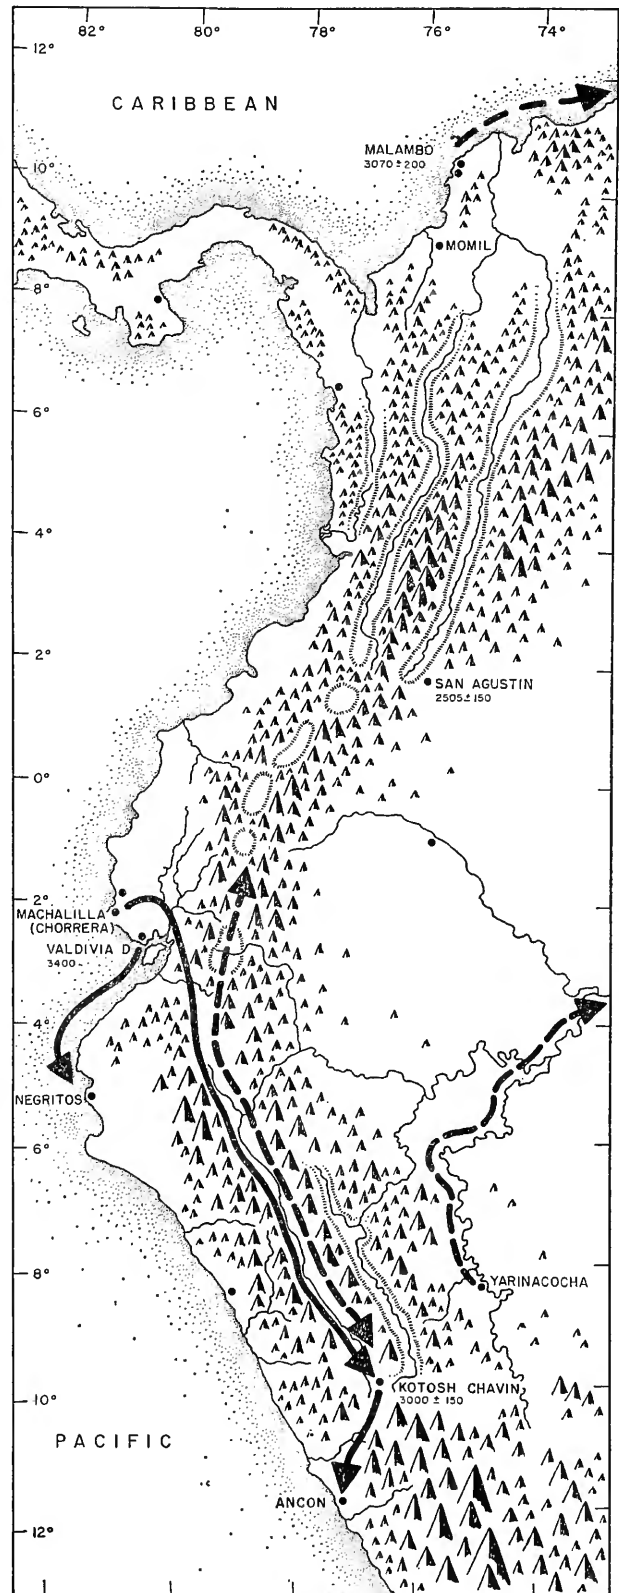 82° 80° 78° 76° 74°
12°
CARIBBEAN
MALAMBO
3070±200
10°
MOMIL
8°
6°
4°
2°
SAN AGUSTIN
2505±150
0°
2°
MACHALILLA
(CHORRERA)
VALDIVIA D
3400
4°
NEGRITOS
6°
YARINACOCHA
8°
KOTOSH CHAVIN
3000 ± 150
10°
PACIFIC
ANCON
12°